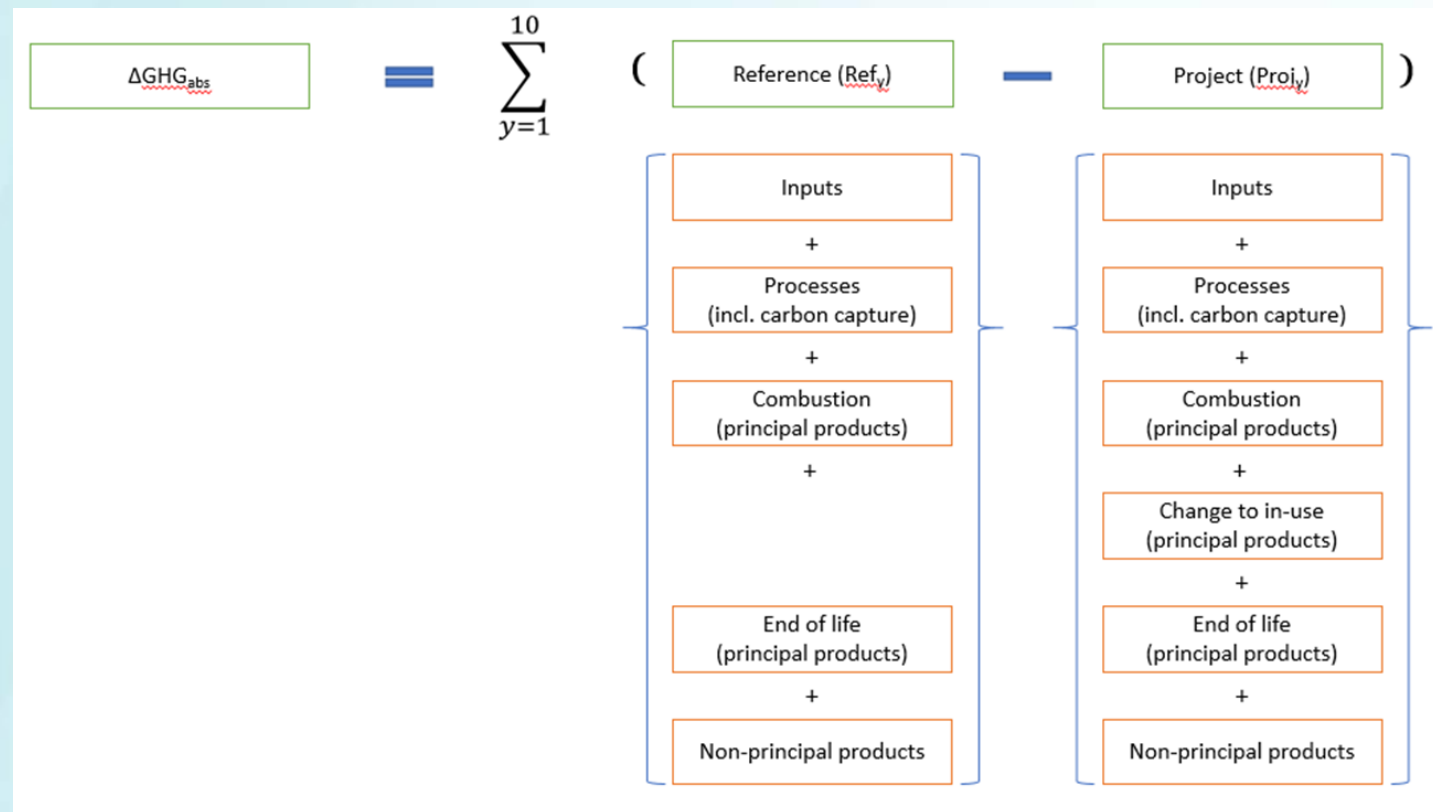 ΔGHGabs = 10 ∑ y=1 ( Reference (Refy) − Project (Projy) )
Inputs Inputs
+ +
Processes Processes
(incl. carbon capture) (incl. carbon capture)
+ +
Combustion Combustion
(principal products) (principal products)
+ +
Change to in-use
(principal products)
+
End of life End of life
(principal products) (principal products)
+ +
Non-principal products Non-principal products